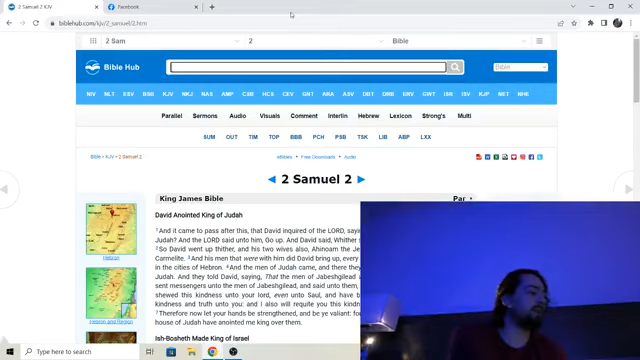 2 Samuel 2 KJV
Facebook
biblehub.com/kjv/2_samuel/2.htm
2 Sam 2 Bible
Bible Hub
Bible
NIV NLT ESV BSB KJV NKJ NAS AMP CSB HCS CEV GNT ARA ASV DBT DRB ERV GWT ISR ISV KJP NET NHE
Parallel Sermons Audio Visuals Comment Interlin Hebrew Lexicon Strong's Multi
SUM OUT TIM TOP BBB PCH PSB TSK LIB ABP LXX
Bible > KJV > 2 Samuel 2
eBibles • Free Downloads • Audio
◄ 2 Samuel 2 ►
King James Bible Par
David Anointed King of Judah
1And it came to pass after this, that David inquired of the LORD, saying
Judah? And the LORD said unto him, Go up. And David said, Whither s
2So David went up thither, and his two wives also, Ahinoam the Jez
Carmelite. 3And his men that were with him did David bring up, every
in the cities of Hebron. 4And the men of Judah came, and there they
Judah. And they told David, saying, That the men of Jabeshgilead w
sent messengers unto the men of Jabeshgilead, and said unto them,
shewed this kindness unto your lord, even unto Saul, and have b
kindness and truth unto you: and I also will requite you this kindn
Therefore now let your hands be strengthened, and be ye valiant: fo
house of Judah have anointed me king over them.
Ish-Bosheth Made King of Israel
Hebron
Hebron and Region
Type here to search